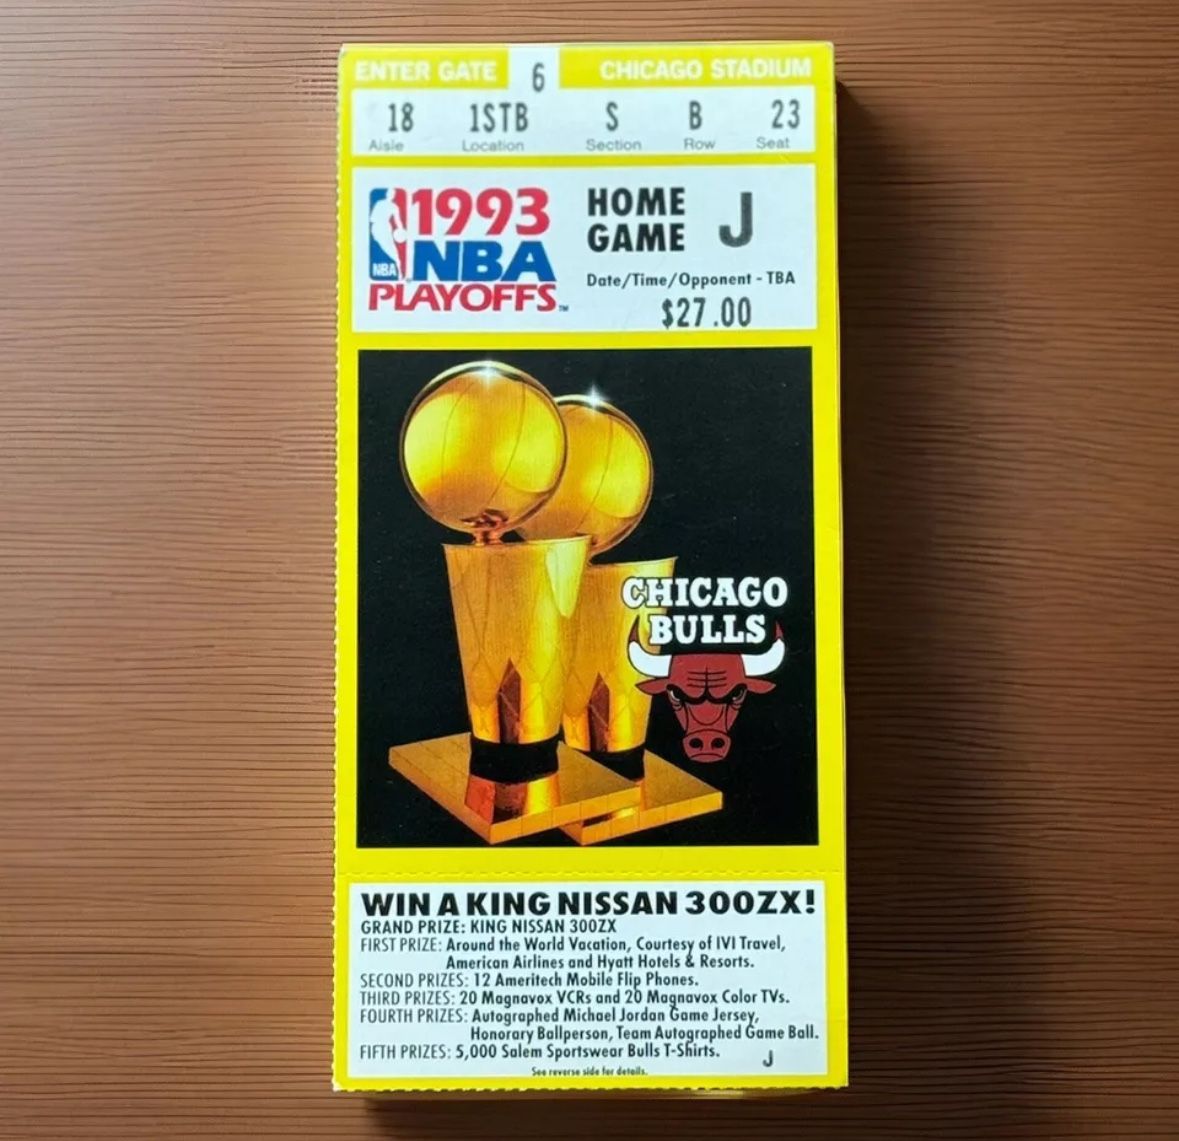 ENTER GATE 6 CHICAGO STADIUM
18 1STB S B 23
Aisle Location Section Row Seat
1993
NBA
NBA
PLAYOFFS™
HOME
GAME J
Date/Time/Opponent - TBA
$27.00
CHICAGO
BULLS
WIN A KING NISSAN 300ZX!
GRAND PRIZE: KING NISSAN 300ZX
FIRST PRIZE: Around the World Vacation, Courtesy of IVI Travel,
American Airlines and Hyatt Hotels & Resorts.
SECOND PRIZES: 12 Ameritech Mobile Flip Phones.
THIRD PRIZES: 20 Magnavox VCRs and 20 Magnavox Color TVs.
FOURTH PRIZES: Autographed Michael Jordan Game Jersey,
Honorary Ballperson, Team Autographed Game Ball.
FIFTH PRIZES: 5,000 Salem Sportswear Bulls T-Shirts. J
See reverse side for details.